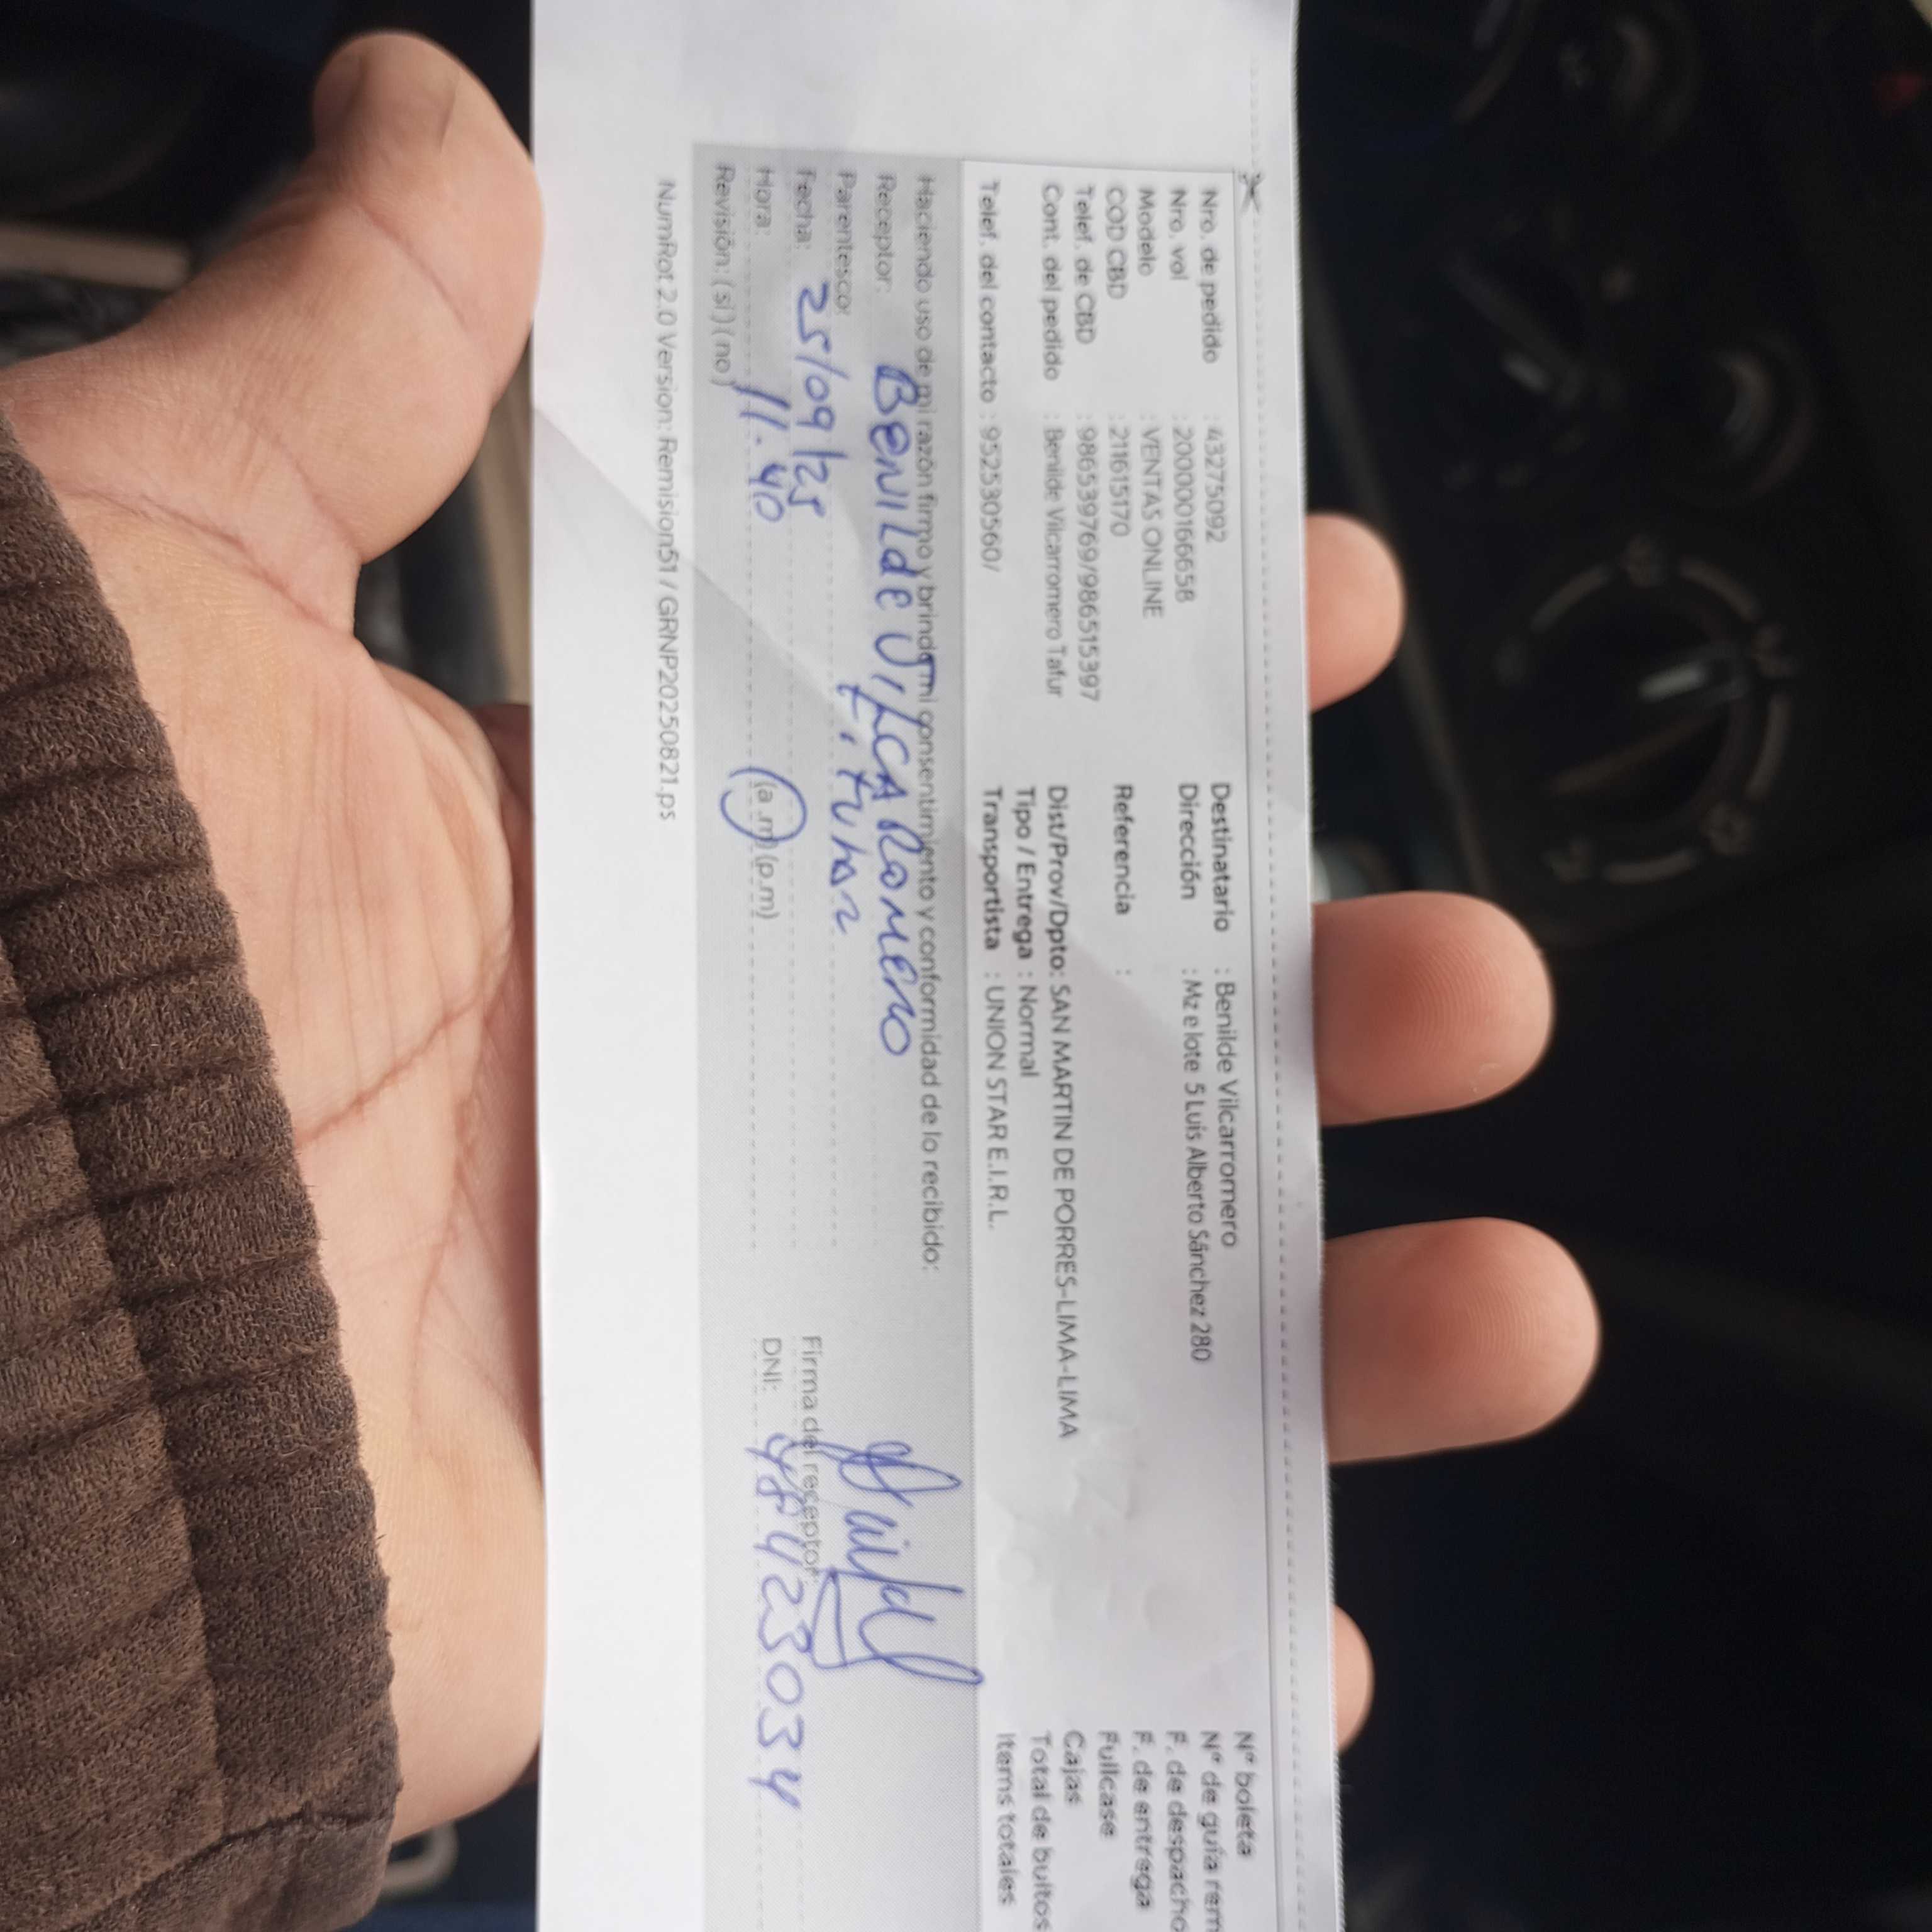 Nro. de pedido : 43275092
Nro. vol : 2000001666658
Modelo : VENTAS ONLINE
COD CBD : 211615170
Telef. de CBD : 986539769/986515397
Cont. del pedido : Benilde Vilcarromero Tafur
Telef. del contacto : 952530560/
Destinatario : Benilde Vilcarromero
Dirección : Mz e lote 5 Luis Alberto Sánchez 280
Referencia :
Dist/Prov/Dpto: SAN MARTIN DE PORRES-LIMA-LIMA
Tipo / Entrega : Normal
Transportista : UNION STAR E.I.R.L.
N° boleta
N° de guía rem
F. de despacho
F. de entrega
Fullcase
Cajas
Total de bultos
Items totales
Haciendo uso de mi razón firmo y brindo mi consentimiento y conformidad de lo recibido:
Receptor: BENILdE VILCARROMERO
Parentesco: titular
Fecha: 25/09/25
Hora: 11.40 (a.m) (p.m)
Revisión: (si) (no)
Firma del receptor:
DNI: 48423034
NumRot 2.0 Version: Remision51 / GRNP20250821.ps